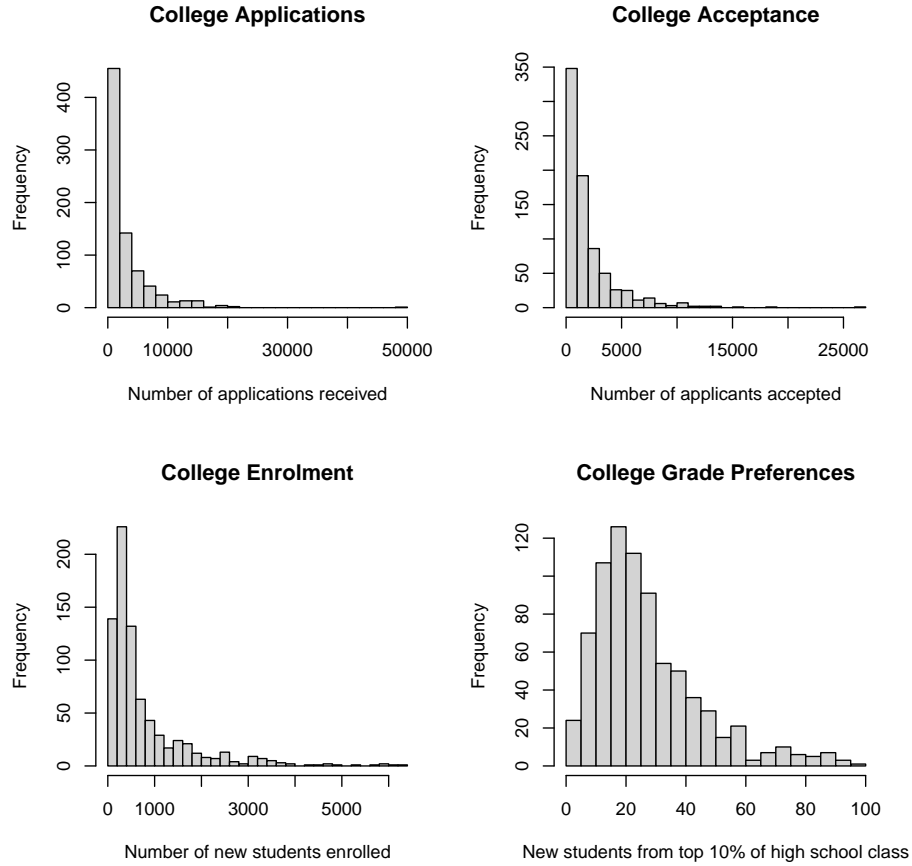 College Applications
Frequency
400
300
200
100
0
0 10000 30000 50000
Number of applications received
College Acceptance
Frequency
350
250
150
50
0
0 5000 15000 25000
Number of applicants accepted
College Enrolment
Frequency
200
150
100
50
0
0 1000 3000 5000
Number of new students enrolled
College Grade Preferences
Frequency
120
80
60
40
20
0
0 20 40 60 80 100
New students from top 10% of high school class